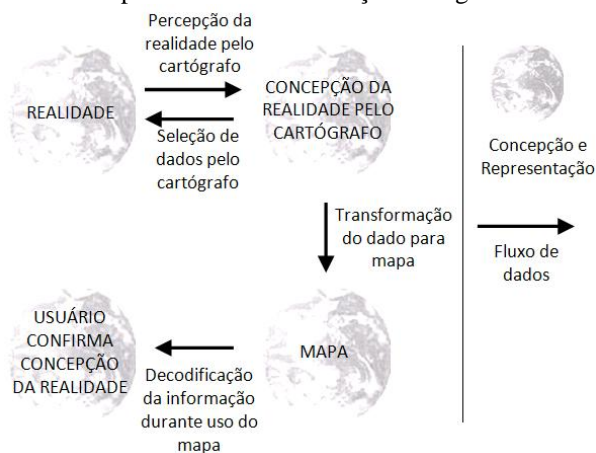 Percepção da
realidade pelo
cartógrafo
REALIDADE
CONCEPÇÃO DA
REALIDADE PELO
CARTÓGRAFO
Seleção de
dados pelo
cartógrafo
Transformação
do dado para
mapa
MAPA
USUÁRIO
CONFIRMA
CONCEPÇÃO
DA REALIDADE
Decodificação
da informação
durante uso do
mapa
Concepção e
Representação
Fluxo de
dados